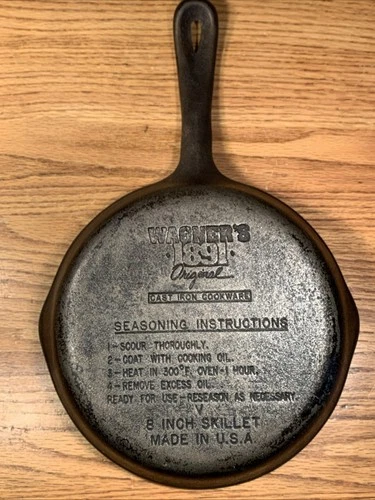 WAGNER'S
·1891·
Original
CAST IRON COOKWARE
SEASONING INSTRUCTIONS
1-SCOUR THOROUGHLY.
2-COAT WITH COOKING OIL..
3-HEAT IN 300°F. OVEN-1 HOUR.
4-REMOVE EXCESS OIL..
READY FOR USE-RESEASON AS NECESSARY.
V
8 INCH SKILLET
MADE IN U.S.A